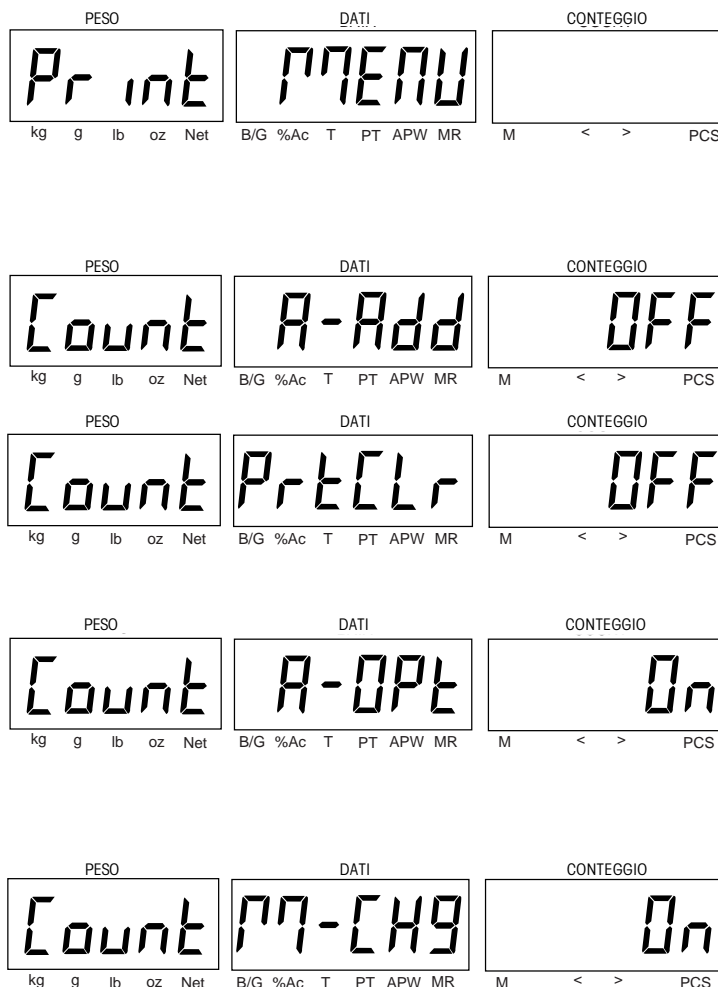 PESO DATI CONTEGGIO
Print MENU
kg g lb oz Net B/G %Ac T PT APW MR M < > PCS
PESO DATI CONTEGGIO
Count A-Add OFF
kg g lb oz Net B/G %Ac T PT APW MR M < > PCS
PESO DATI CONTEGGIO
Count PrtCLr OFF
kg g lb oz Net B/G %Ac T PT APW MR M < > PCS
PESO DATI CONTEGGIO
Count A-OPt On
kg g lb oz Net B/G %Ac T PT APW MR M < > PCS
PESO DATI CONTEGGIO
Count M-CHg On
kg g lb oz Net B/G %Ac T PT APW MR M < > PCS